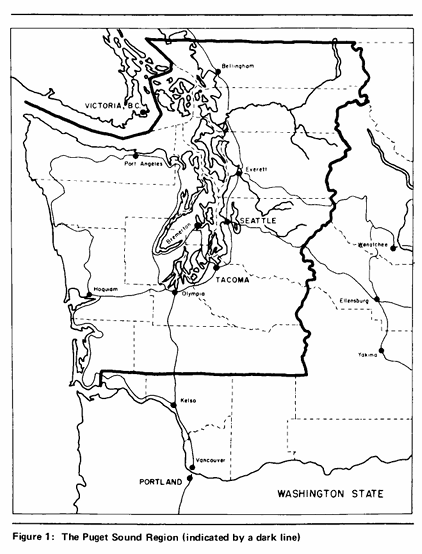 Bellingham
VICTORIA, B.C.
Port Angeles
Everett
Bremerton
SEATTLE
Wenatchee
TACOMA
Hoquiam
Olympia
Ellensburg
Yakima
Kelso
Vancouver
PORTLAND
WASHINGTON STATE
Figure 1: The Puget Sound Region (indicated by a dark line)